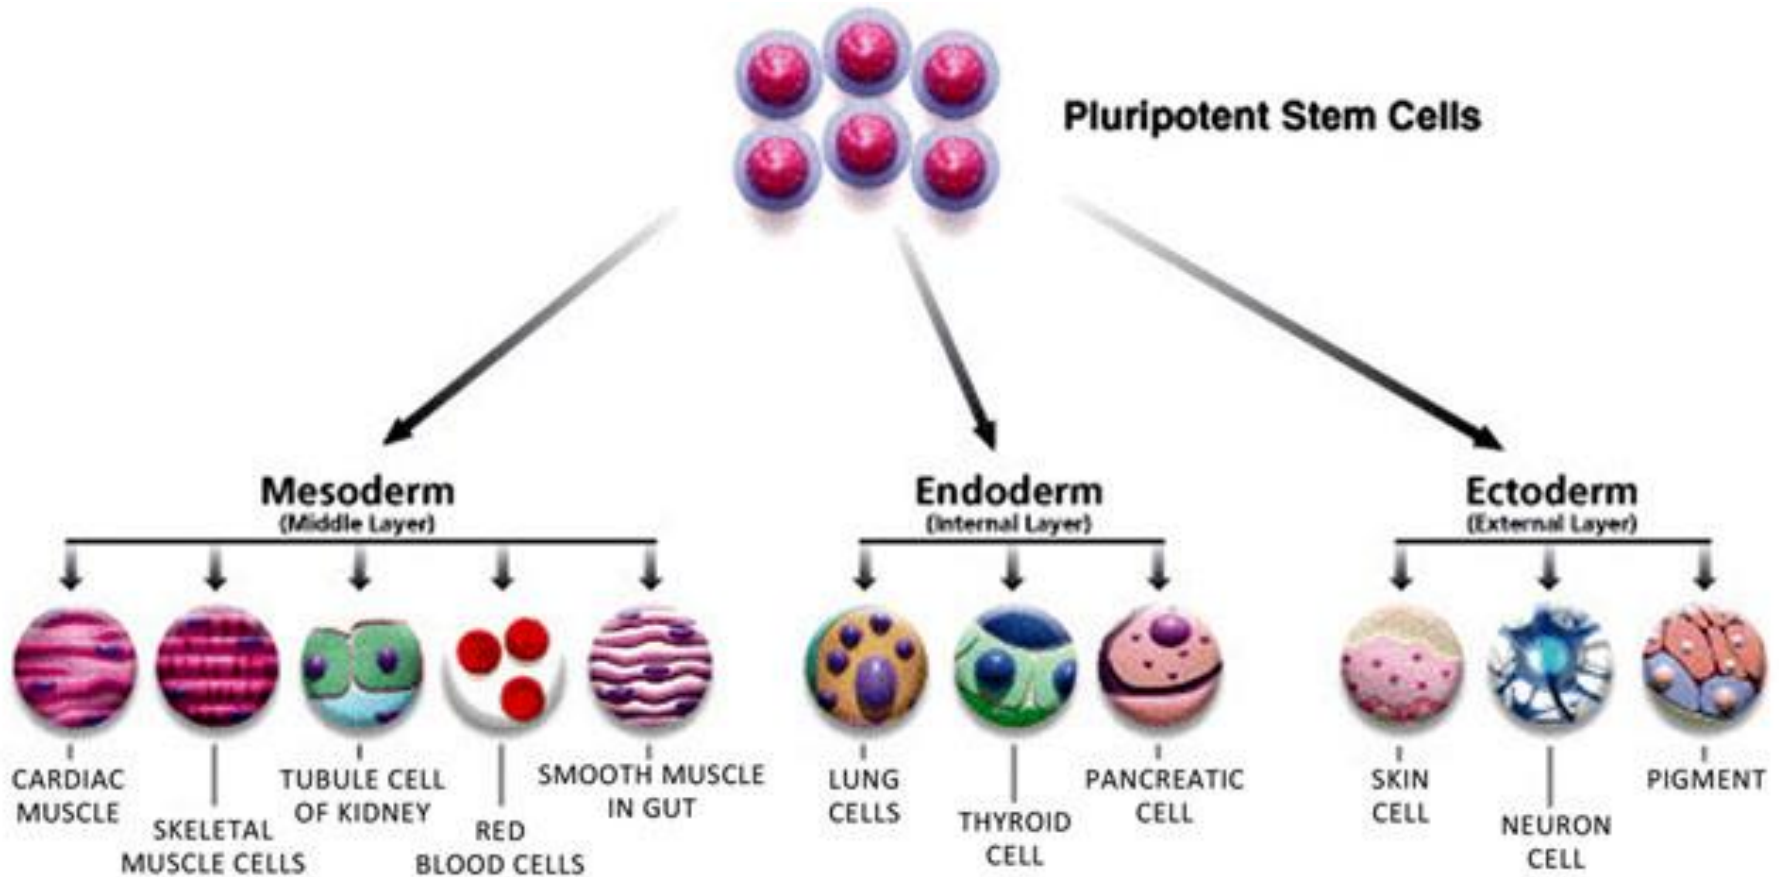 Pluripotent Stem Cells
Mesoderm
(Middle Layer)
Endoderm
(Internal Layer)
Ectoderm
(External Layer)
CARDIAC
MUSCLE
SKELETAL
MUSCLE CELLS
TUBULE CELL
OF KIDNEY
RED
BLOOD CELLS
SMOOTH MUSCLE
IN GUT
LUNG
CELLS
THYROID
CELL
PANCREATIC
CELL
SKIN
CELL
NEURON
CELL
PIGMENT